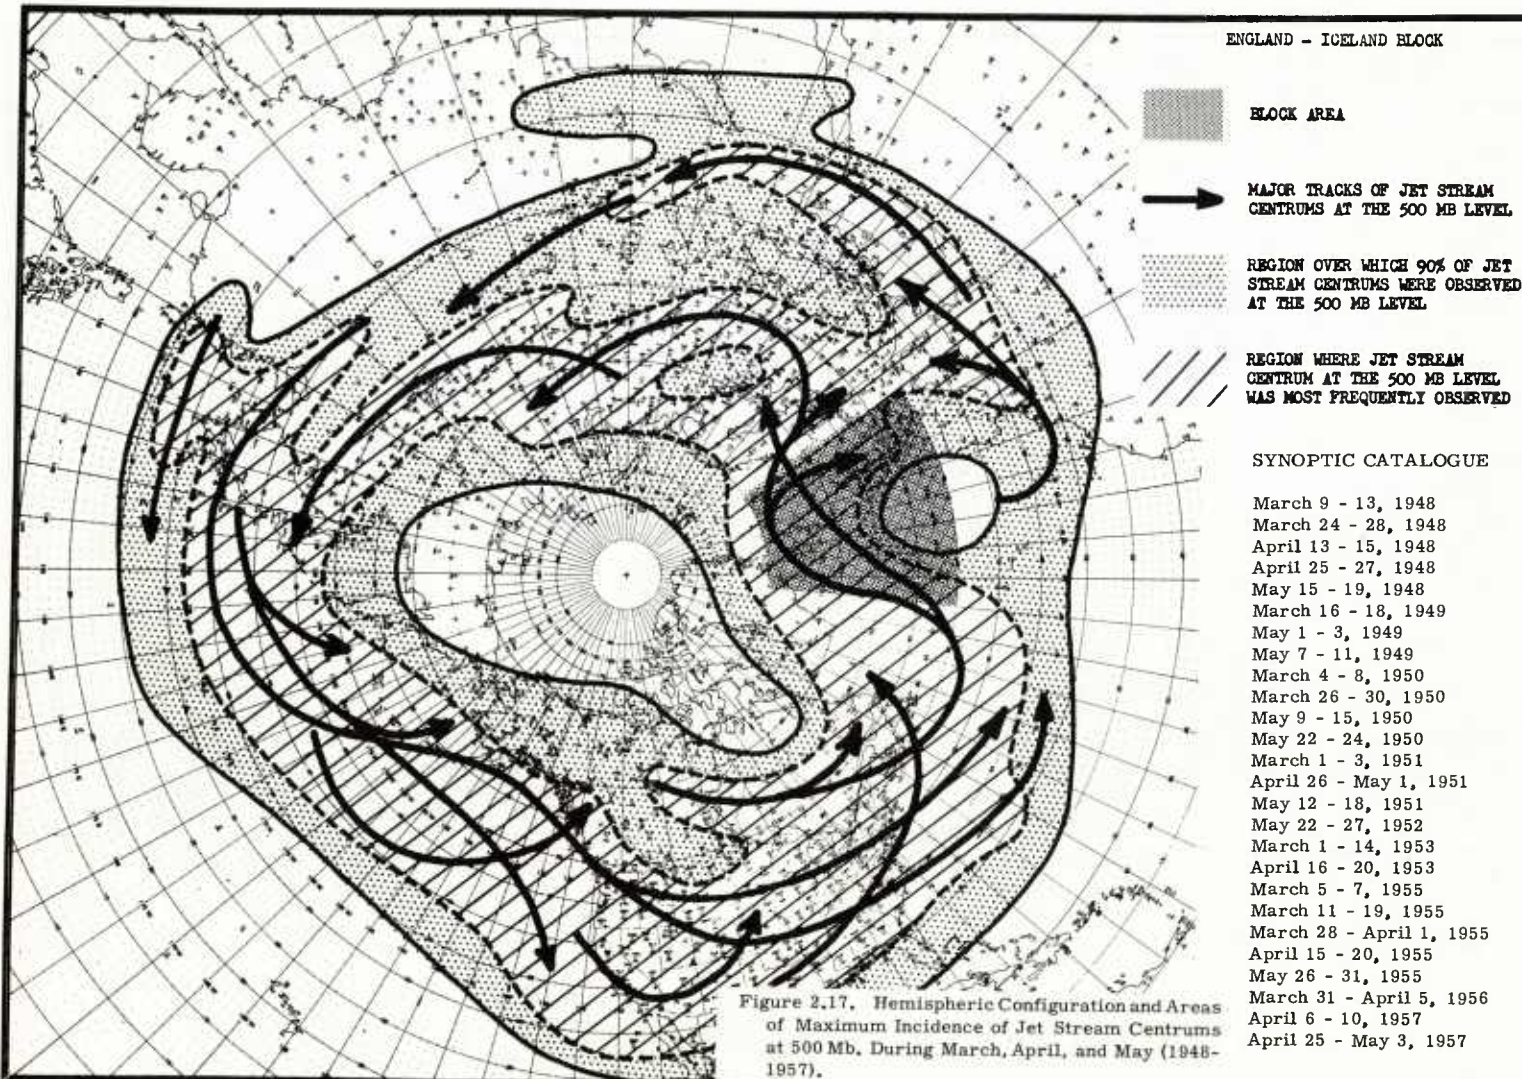 ENGLAND - ICELAND BLOCK
BLOCK AREA
MAJOR TRACKS OF JET STREAM
CENTRUMS AT THE 500 MB LEVEL
REGION OVER WHICH 90% OF JET
STREAM CENTRUMS WERE OBSERVED
AT THE 500 MB LEVEL
REGION WHERE JET STREAM
CENTRUM AT THE 500 MB LEVEL
WAS MOST FREQUENTLY OBSERVED
SYNOPTIC CATALOGUE
March 9 - 13, 1948
March 24 - 28, 1948
April 13 - 15, 1948
April 25 - 27, 1948
May 15 - 19, 1948
March 16 - 18, 1949
May 1 - 3, 1949
May 7 - 11, 1949
March 4 - 8, 1950
March 26 - 30, 1950
May 9 - 15, 1950
May 22 - 24, 1950
March 1 - 3, 1951
April 26 - May 1, 1951
May 12 - 18, 1951
May 22 - 27, 1952
March 1 - 14, 1953
April 16 - 20, 1953
March 5 - 7, 1955
March 11 - 19, 1955
March 28 - April 1, 1955
April 15 - 20, 1955
May 26 - 31, 1955
March 31 - April 5, 1956
April 6 - 10, 1957
April 25 - May 3, 1957
Figure 2.17. Hemispheric Configuration and Areas
of Maximum Incidence of Jet Stream Centrums
at 500 Mb. During March, April, and May (1948-
1957).